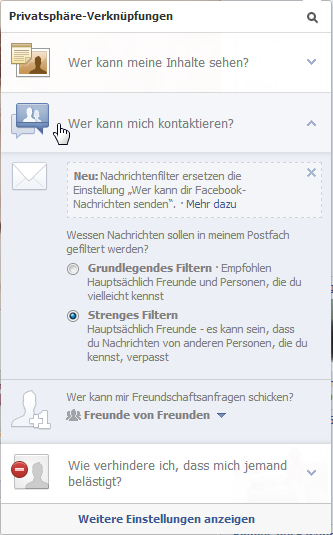 Privatsphäre-Verknüpfungen
Wer kann meine Inhalte sehen?
Wer kann mich kontaktieren?
Neu: Nachrichtenfilter ersetzen die
Einstellung „Wer kann dir Facebook-
Nachrichten senden“. · Mehr dazu
Wessen Nachrichten sollen in meinem Postfach
gefiltert werden?
Grundlegendes Filtern · Empfohlen
Hauptsächlich Freunde und Personen, die du
vielleicht kennst
Strenges Filtern
Hauptsächlich Freunde - es kann sein, dass
du Nachrichten von anderen Personen, die du
kennst, verpasst
Wer kann mir Freundschaftsanfragen schicken?
+1
Freunde von Freunden
Wie verhindere ich, dass mich jemand
belästigt?
Weitere Einstellungen anzeigen